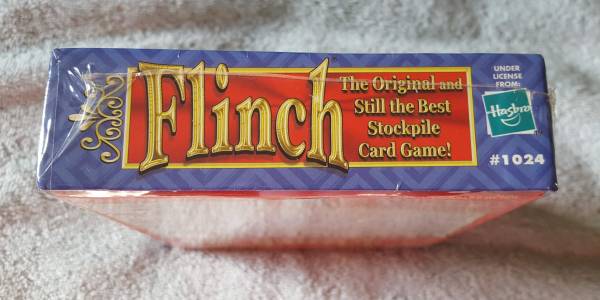 Flinch
The Original and
Still the Best
Stockpile
Card Game!
UNDER
LICENSE
FROM:
Hasbro
#1024